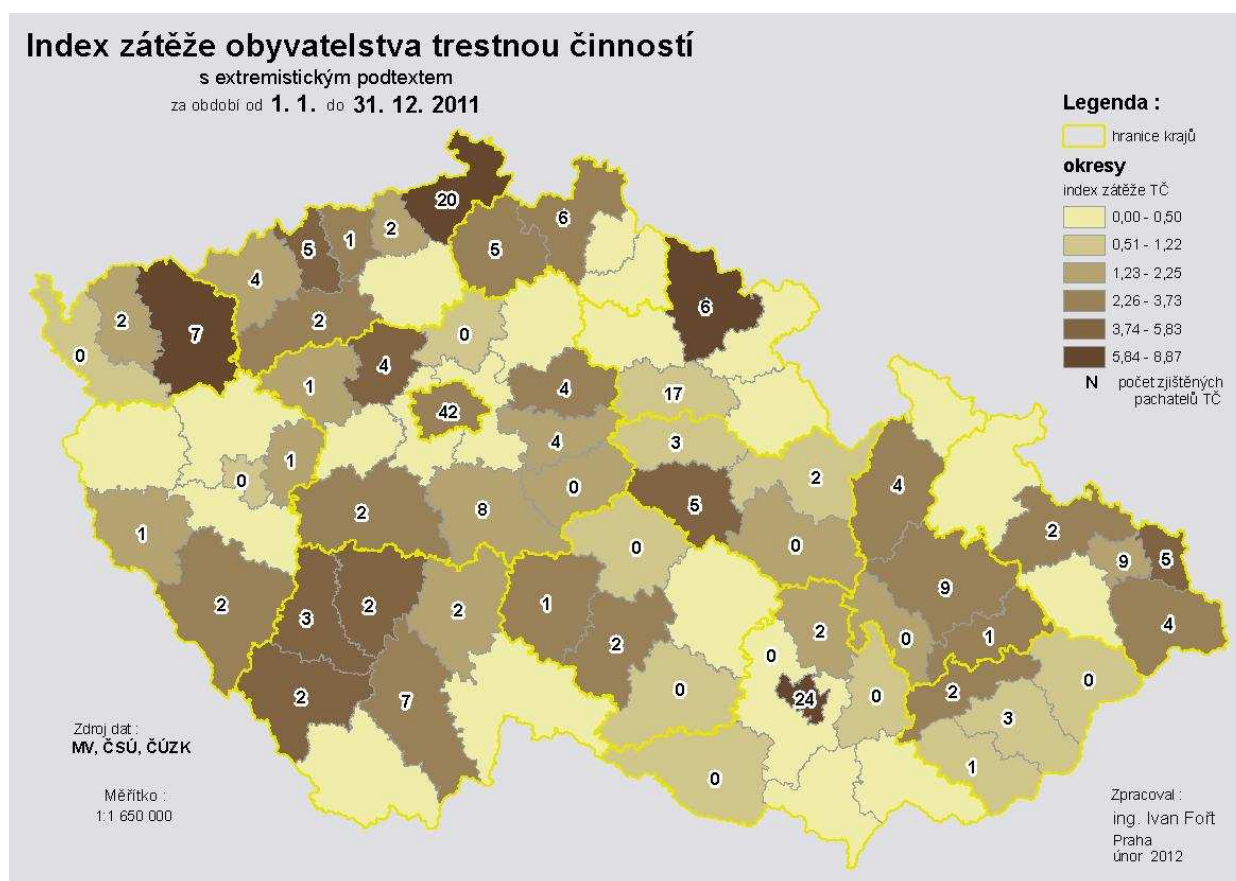 Index zátěže obyvatelstva trestnou činností
s extremistickým podtextem
za období od 1. 1. do 31. 12. 2011
Legenda :
hranice krajů
okresy
index zátěže TČ
0,00 - 0,50
0,51 - 1,22
1,23 - 2,25
2,26 - 3,73
3,74 - 5,83
5,84 - 8,87
N počet zjištěných
pachatelů TČ
20
6
5
1
2
5
4
2
7
0
2
0
6
4
1
4
17
42
4
3
1
0
2
4
0
5
8
2
1
0
0
2
9
5
9
4
2
3
2
2
1
2
2
0
1
0
0
2
7
0
24
0
2
0
3
1
0
Zdroj dat :
MV, ČSÚ, ČÚZK
Měřítko :
1:1 650 000
Zpracoval :
ing. Ivan Fořt
Praha
únor 2012